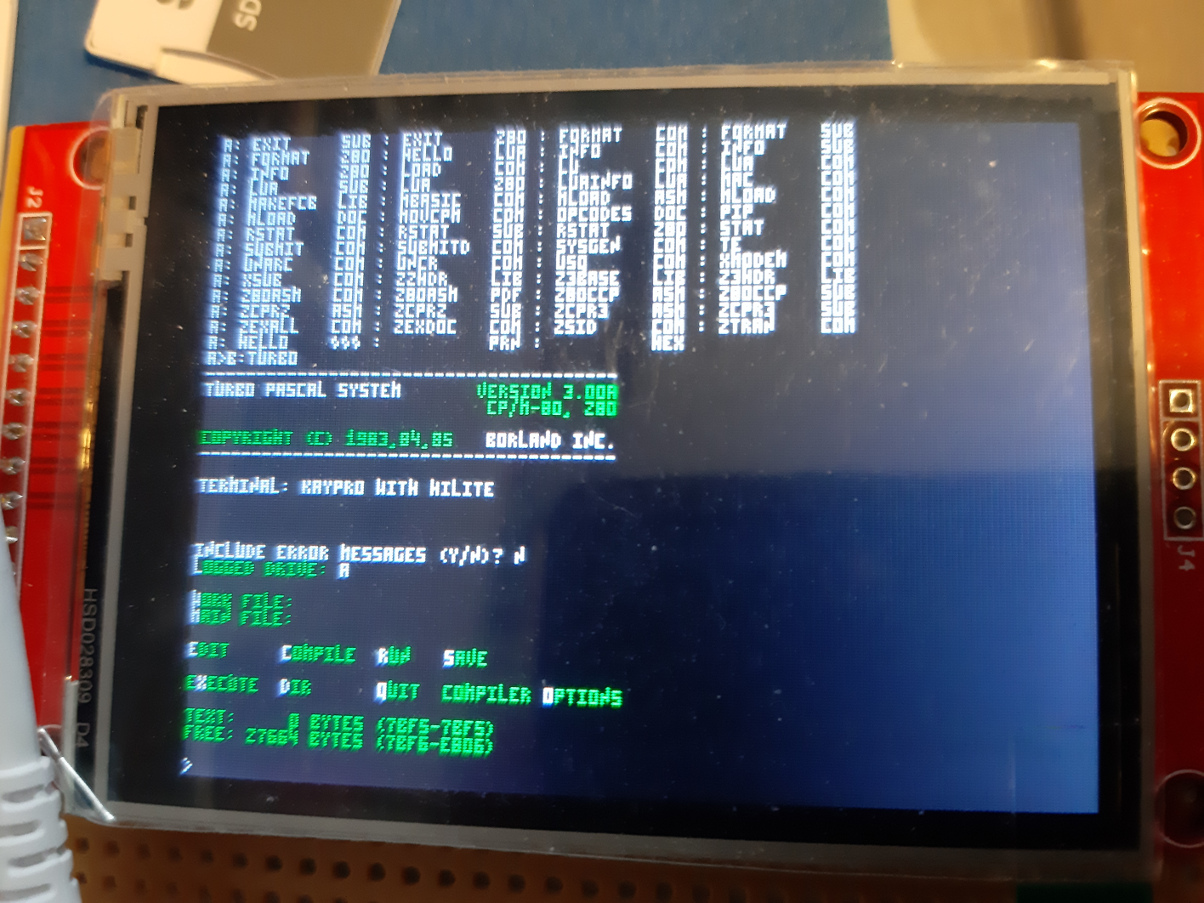 SD
J2
A: EXIT SUB : EXIT Z80 : FORMAT COM : FORMAT SUB
A: FORMAT Z80 : HELLO COM : INFO COM : INFO SUB
A: INFO Z80 : LOAD COM : LU COM : LUA COM
A: LUA SUB : LUA Z80 : LUAINFO LUA : MAC COM
A: MAKEFCB LIB : MBASIC COM : MLOAD ASM : MLOAD COM
A: MLOAD DOC : MOVCPM COM : OPCODES DOC : PIP COM
A: RSTAT COM : RSTAT SUB : RSTAT Z80 : STAT COM
A: SUBMIT COM : SUBMITD COM : SYSGEN COM : TE COM
A: UNARC COM : UNCR COM : USQ COM : XMODEM COM
A: XSUB COM : Z2HDR LIB : Z3BASE LIB : Z3HDR LIB
A: Z80ASM COM : Z80ASM PDF : Z80CCP ASM : Z80CCP SUB
A: ZCPR2 ASM : ZCPR2 SUB : ZCPR3 ASM : ZCPR3 SUB
A: ZEXALL COM : ZEXDOC COM : ZSID COM : ZTRAN COM
A: HELLO $$$ : PRN : HEX
A>B:TURBO
----------------------------------------
TURBO PASCAL SYSTEM VERSION 3.00A
CP/M-80, Z80
COPYRIGHT (C) 1983,84,85 BORLAND INC.
----------------------------------------
TERMINAL: KAYPRO WITH HILITE
INCLUDE ERROR MESSAGES (Y/N)? N
LOGGED DRIVE: A
WORK FILE:
MAIN FILE:
EDIT COMPILE RUN SAVE
EXECUTE DIR QUIT COMPILER OPTIONS
TEXT: 0 BYTES (7BF5-7BF5)
FREE: 27664 BYTES (7BF6-E806)
>
HSD028309 D4
J4